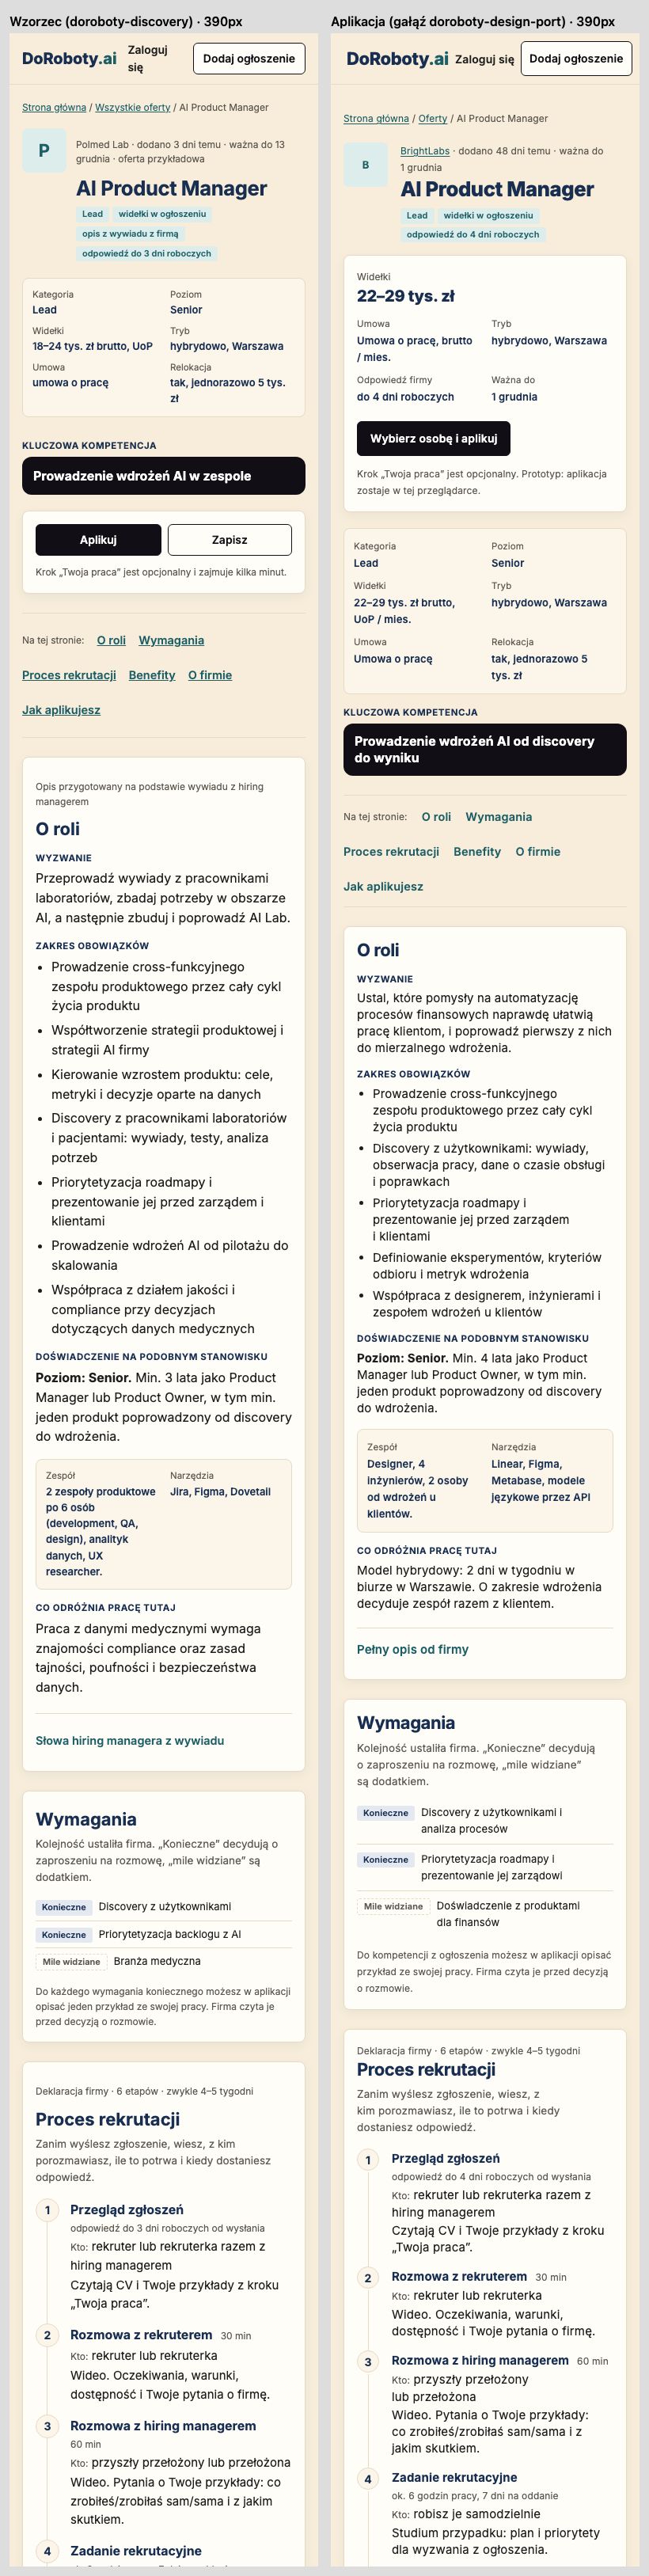 Wzorzec (doroboty-discovery) · 390px
DoRoboty.ai
Zaloguj
się
Dodaj ogłoszenie
Strona główna / Wszystkie oferty / AI Product Manager
P
Polmed Lab · dodano 3 dni temu · ważna do 13
grudnia · oferta przykładowa
AI Product Manager
Lead
widełki w ogłoszeniu
opis z wywiadu z firmą
odpowiedź do 3 dni roboczych
Kategoria
Lead
Poziom
Senior
Widełki
18–24 tys. zł brutto, UoP
Tryb
hybrydowo, Warszawa
Umowa
umowa o pracę
Relokacja
tak, jednorazowo 5 tys.
zł
KLUCZOWA KOMPETENCJA
Prowadzenie wdrożeń AI w zespole
Aplikuj
Zapisz
Krok „Twoja praca” jest opcjonalny i zajmuje kilka minut.
Na tej stronie: O roli Wymagania
Proces rekrutacji Benefity O firmie
Jak aplikujesz
Opis przygotowany na podstawie wywiadu z hiring
managerem
O roli
WYZWANIE
Przeprowadź wywiady z pracownikami
laboratoriów, zbadaj potrzeby w obszarze
AI, a następnie zbuduj i poprowadź AI Lab.
ZAKRES OBOWIĄZKÓW
• Prowadzenie cross-funkcyjnego
zespołu produktowego przez cały cykl
życia produktu
• Współtworzenie strategii produktowej i
strategii AI firmy
• Kierowanie wzrostem produktu: cele,
metryki i decyzje oparte na danych
• Discovery z pracownikami laboratoriów
i pacjentami: wywiady, testy, analiza
potrzeb
• Priorytetyzacja roadmapy i
prezentowanie jej przed zarządem i
klientami
• Prowadzenie wdrożeń AI od pilotażu do
skalowania
• Współpraca z działem jakości i
compliance przy decyzjach
dotyczących danych medycznych
DOŚWIADCZENIE NA PODOBNYM STANOWISKU
Poziom: Senior. Min. 3 lata jako Product
Manager lub Product Owner, w tym min.
jeden produkt poprowadzony od discovery
do wdrożenia.
Zespół
2 zespoły produktowe
po 6 osób
(development, QA,
design), analityk
danych, UX
researcher.
Narzędzia
Jira, Figma, Dovetail
CO ODRÓŻNIA PRACĘ TUTAJ
Praca z danymi medycznymi wymaga
znajomości compliance oraz zasad
tajności, poufności i bezpieczeństwa
danych.
Słowa hiring managera z wywiadu
Wymagania
Kolejność ustaliła firma. „Konieczne” decydują o
zaproszeniu na rozmowę, „mile widziane” są
dodatkiem.
Konieczne Discovery z użytkownikami
Konieczne Priorytetyzacja backlogu z AI
Mile widziane Branża medyczna
Do każdego wymagania koniecznego możesz w aplikacji
opisać jeden przykład ze swojej pracy. Firma czyta je
przed decyzją o rozmowie.
Deklaracja firmy · 6 etapów · zwykle 4–5 tygodni
Proces rekrutacji
Zanim wyślesz zgłoszenie, wiesz, z kim
porozmawiasz, ile to potrwa i kiedy dostaniesz
odpowiedź.
1 Przegląd zgłoszeń
odpowiedź do 3 dni roboczych od wysłania
Kto: rekruter lub rekruterka razem z
hiring managerem
Czytają CV i Twoje przykłady z kroku
„Twoja praca”.
2 Rozmowa z rekruterem 30 min
Kto: rekruter lub rekruterka
Wideo. Oczekiwania, warunki,
dostępność i Twoje pytania o firmę.
3 Rozmowa z hiring managerem
60 min
Kto: przyszły przełożony lub przełożona
Wideo. Pytania o Twoje przykłady: co
zrobiłeś/zrobiłaś sam/sama i z jakim
skutkiem.
4 Zadanie rekrutacyjne
Aplikacja (gałąź doroboty-design-port) · 390px
DoRoboty.ai
Zaloguj się
Dodaj ogłoszenie
Strona główna / Oferty / AI Product Manager
B
BrightLabs · dodano 48 dni temu · ważna do
1 grudnia
AI Product Manager
Lead
widełki w ogłoszeniu
odpowiedź do 4 dni roboczych
Widełki
22–29 tys. zł
Umowa
Umowa o pracę, brutto
/ mies.
Tryb
hybrydowo, Warszawa
Odpowiedź firmy
do 4 dni roboczych
Ważna do
1 grudnia
Wybierz osobę i aplikuj
Krok „Twoja praca” jest opcjonalny. Prototyp: aplikacja
zostaje w tej przeglądarce.
Kategoria
Lead
Poziom
Senior
Widełki
22–29 tys. zł brutto,
UoP / mies.
Tryb
hybrydowo, Warszawa
Umowa
Umowa o pracę
Relokacja
tak, jednorazowo 5
tys. zł
KLUCZOWA KOMPETENCJA
Prowadzenie wdrożeń AI od discovery
do wyniku
Na tej stronie: O roli Wymagania
Proces rekrutacji Benefity O firmie
Jak aplikujesz
O roli
WYZWANIE
Ustal, które pomysły na automatyzację
procesów finansowych naprawdę ułatwią
pracę klientom, i poprowadź pierwszy z nich
do mierzalnego wdrożenia.
ZAKRES OBOWIĄZKÓW
• Prowadzenie cross-funkcyjnego
zespołu produktowego przez cały cykl
życia produktu
• Discovery z użytkownikami: wywiady,
obserwacja pracy, dane o czasie obsługi
i poprawkach
• Priorytetyzacja roadmapy i
prezentowanie jej przed zarządem
i klientami
• Definiowanie eksperymentów, kryteriów
odbioru i metryk wdrożenia
• Współpraca z designerem, inżynierami i
zespołem wdrożeń u klientów
DOŚWIADCZENIE NA PODOBNYM STANOWISKU
Poziom: Senior. Min. 4 lata jako Product
Manager lub Product Owner, w tym min.
jeden produkt poprowadzony od discovery
do wdrożenia.
Zespół
Designer, 4
inżynierów, 2 osoby
od wdrożeń u
klientów.
Narzędzia
Linear, Figma,
Metabase, modele
językowe przez API
CO ODRÓŻNIA PRACĘ TUTAJ
Model hybrydowy: 2 dni w tygodniu w
biurze w Warszawie. O zakresie wdrożenia
decyduje zespół razem z klientem.
Pełny opis od firmy
Wymagania
Kolejność ustaliła firma. „Konieczne” decydują
o zaproszeniu na rozmowę, „mile widziane”
są dodatkiem.
Konieczne Discovery z użytkownikami i
analiza procesów
Konieczne Priorytetyzacja roadmapy i
prezentowanie jej zarządowi
Mile widziane Doświadczenie z produktami
dla finansów
Do kompetencji z ogłoszenia możesz w aplikacji opisać
przykład ze swojej pracy. Firma czyta je przed decyzją
o rozmowie.
Deklaracja firmy · 6 etapów · zwykle 4–5 tygodni
Proces rekrutacji
Zanim wyślesz zgłoszenie, wiesz, z
kim porozmawiasz, ile to potrwa i kiedy
dostaniesz odpowiedź.
1 Przegląd zgłoszeń
odpowiedź do 4 dni roboczych od wysłania
Kto: rekruter lub rekruterka razem z
hiring managerem
Czytają CV i Twoje przykłady z kroku
„Twoja praca”.
2 Rozmowa z rekruterem 30 min
Kto: rekruter lub rekruterka
Wideo. Oczekiwania, warunki,
dostępność i Twoje pytania o firmę.
3 Rozmowa z hiring managerem 60 min
Kto: przyszły przełożony
lub przełożona
Wideo. Pytania o Twoje przykłady:
co zrobiłeś/zrobiłaś sam/sama i z
jakim skutkiem.
4 Zadanie rekrutacyjne
ok. 6 godzin pracy, 7 dni na oddanie
Kto: robisz je samodzielnie
Studium przypadku: plan i priorytety
dla wyzwania z ogłoszenia.